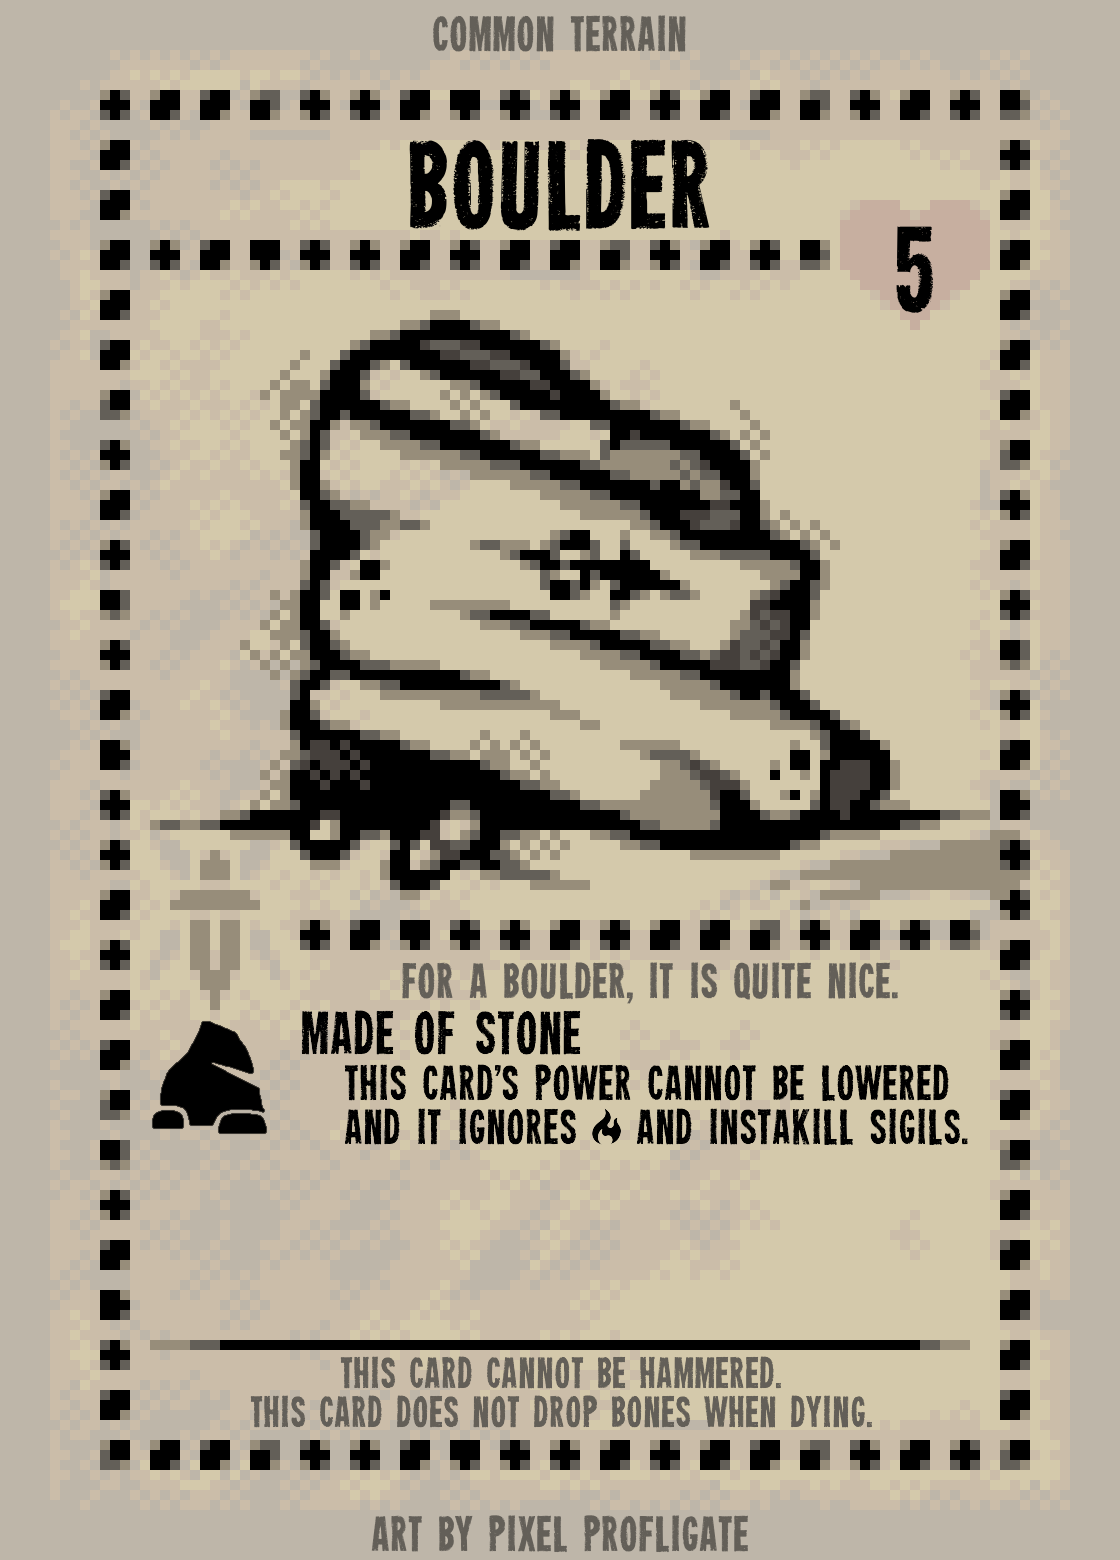 COMMON TERRAIN
BOULDER
5
FOR A BOULDER, IT IS QUITE NICE.
MADE OF STONE
THIS CARD'S POWER CANNOT BE LOWERED
AND IT IGNORES AND INSTAKILL SIGILS.
THIS CARD CANNOT BE HAMMERED.
THIS CARD DOES NOT DROP BONES WHEN DYING.
ART BY PIXEL PROFLIGATE